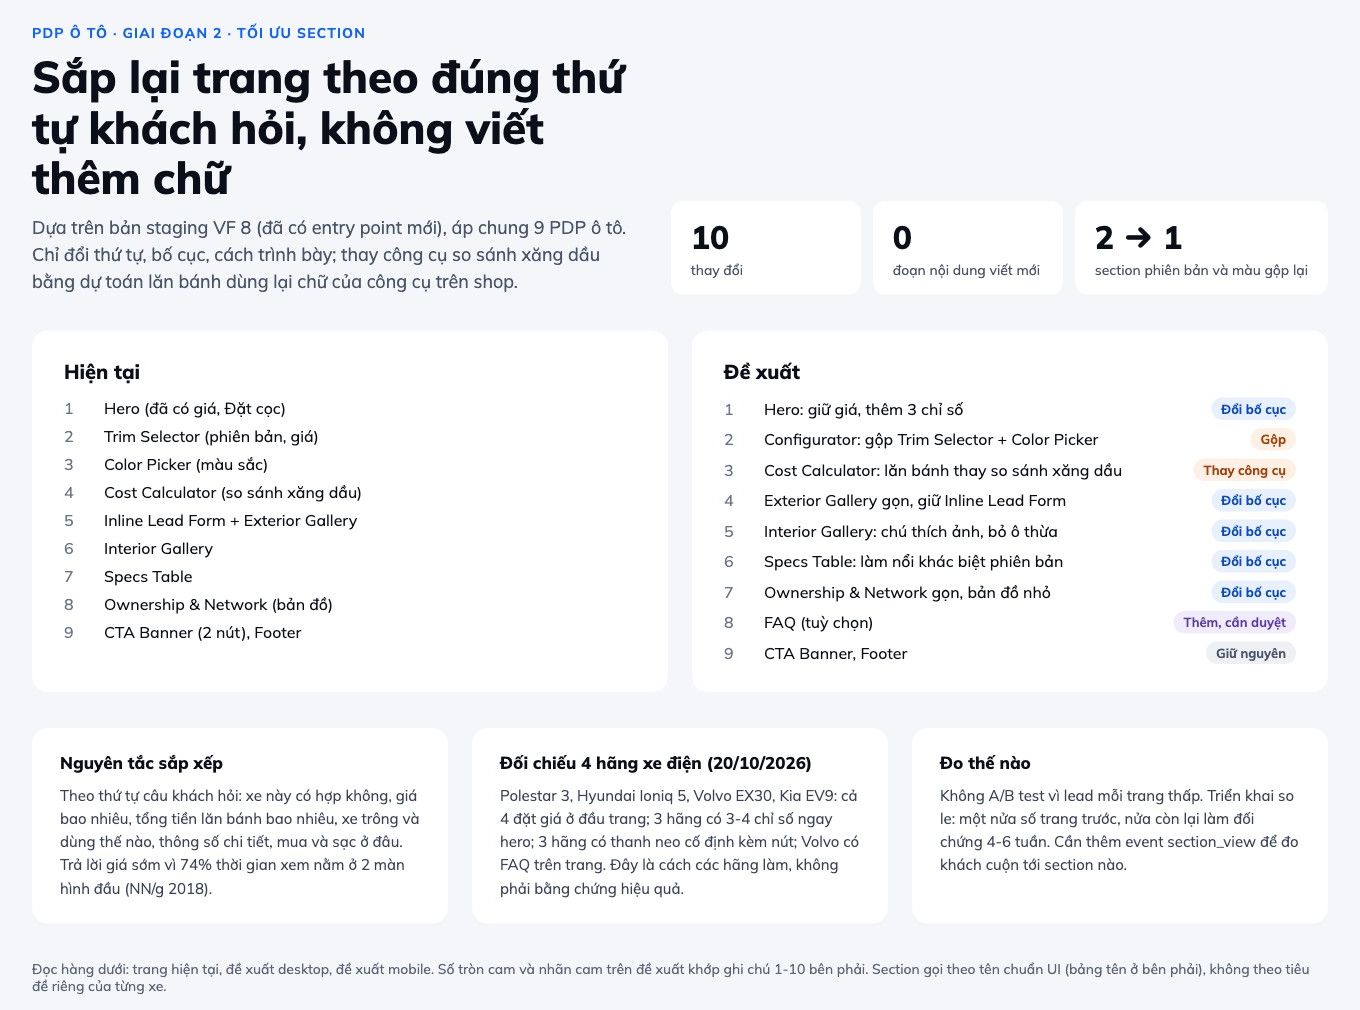 PDP Ô TÔ · GIAI ĐOẠN 2 · TỐI ƯU SECTION
Sắp lại trang theo đúng thứ
tự khách hỏi, không viết
thêm chữ
Dựa trên bản staging VF 8 (đã có entry point mới), áp chung 9 PDP ô tô.
Chỉ đổi thứ tự, bố cục, cách trình bày; thay công cụ so sánh xăng dầu
bằng dự toán lăn bánh dùng lại chữ của công cụ trên shop.
10
thay đổi
0
đoạn nội dung viết mới
2 → 1
section phiên bản và màu gộp lại
Hiện tại
1 Hero (đã có giá, Đặt cọc)
2 Trim Selector (phiên bản, giá)
3 Color Picker (màu sắc)
4 Cost Calculator (so sánh xăng dầu)
5 Inline Lead Form + Exterior Gallery
6 Interior Gallery
7 Specs Table
8 Ownership & Network (bản đồ)
9 CTA Banner (2 nút), Footer
Đề xuất
1 Hero: giữ giá, thêm 3 chỉ số Đổi bố cục
2 Configurator: gộp Trim Selector + Color Picker Gộp
3 Cost Calculator: lăn bánh thay so sánh xăng dầu Thay công cụ
4 Exterior Gallery gọn, giữ Inline Lead Form Đổi bố cục
5 Interior Gallery: chú thích ảnh, bỏ ô thừa Đổi bố cục
6 Specs Table: làm nổi khác biệt phiên bản Đổi bố cục
7 Ownership & Network gọn, bản đồ nhỏ Đổi bố cục
8 FAQ (tuỳ chọn) Thêm, cần duyệt
9 CTA Banner, Footer Giữ nguyên
Nguyên tắc sắp xếp
Theo thứ tự câu khách hỏi: xe này có hợp không, giá
bao nhiêu, tổng tiền lăn bánh bao nhiêu, xe trông và
dùng thế nào, thông số chi tiết, mua và sạc ở đâu.
Trả lời giá sớm vì 74% thời gian xem nằm ở 2 màn
hình đầu (NN/g 2018).
Đối chiếu 4 hãng xe điện (20/10/2026)
Polestar 3, Hyundai Ioniq 5, Volvo EX30, Kia EV9: cả
4 đặt giá ở đầu trang; 3 hãng có 3-4 chỉ số ngay
hero; 3 hãng có thanh neo cố định kèm nút; Volvo có
FAQ trên trang. Đây là cách các hãng làm, không
phải bằng chứng hiệu quả.
Đo thế nào
Không A/B test vì lead mỗi trang thấp. Triển khai so
le: một nửa số trang trước, nửa còn lại làm đối
chứng 4-6 tuần. Cần thêm event section_view để đo
khách cuộn tới section nào.
Đọc hàng dưới: trang hiện tại, đề xuất desktop, đề xuất mobile. Số tròn cam và nhãn cam trên đề xuất khớp ghi chú 1-10 bên phải. Section gọi theo tên chuẩn UI (bảng tên ở bên phải), không theo tiêu
đề riêng của từng xe.